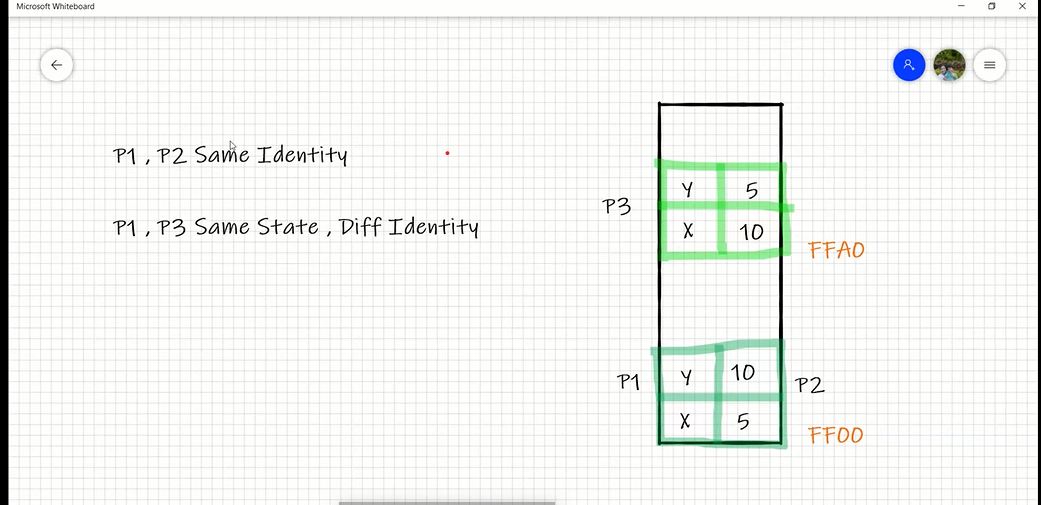 Microsoft Whiteboard
P1, P2 Same Identity
P1, P3 Same State, Diff Identity
P3
Y 5
X 10
FFA0
P1
Y 10
X 5
P2
FF00